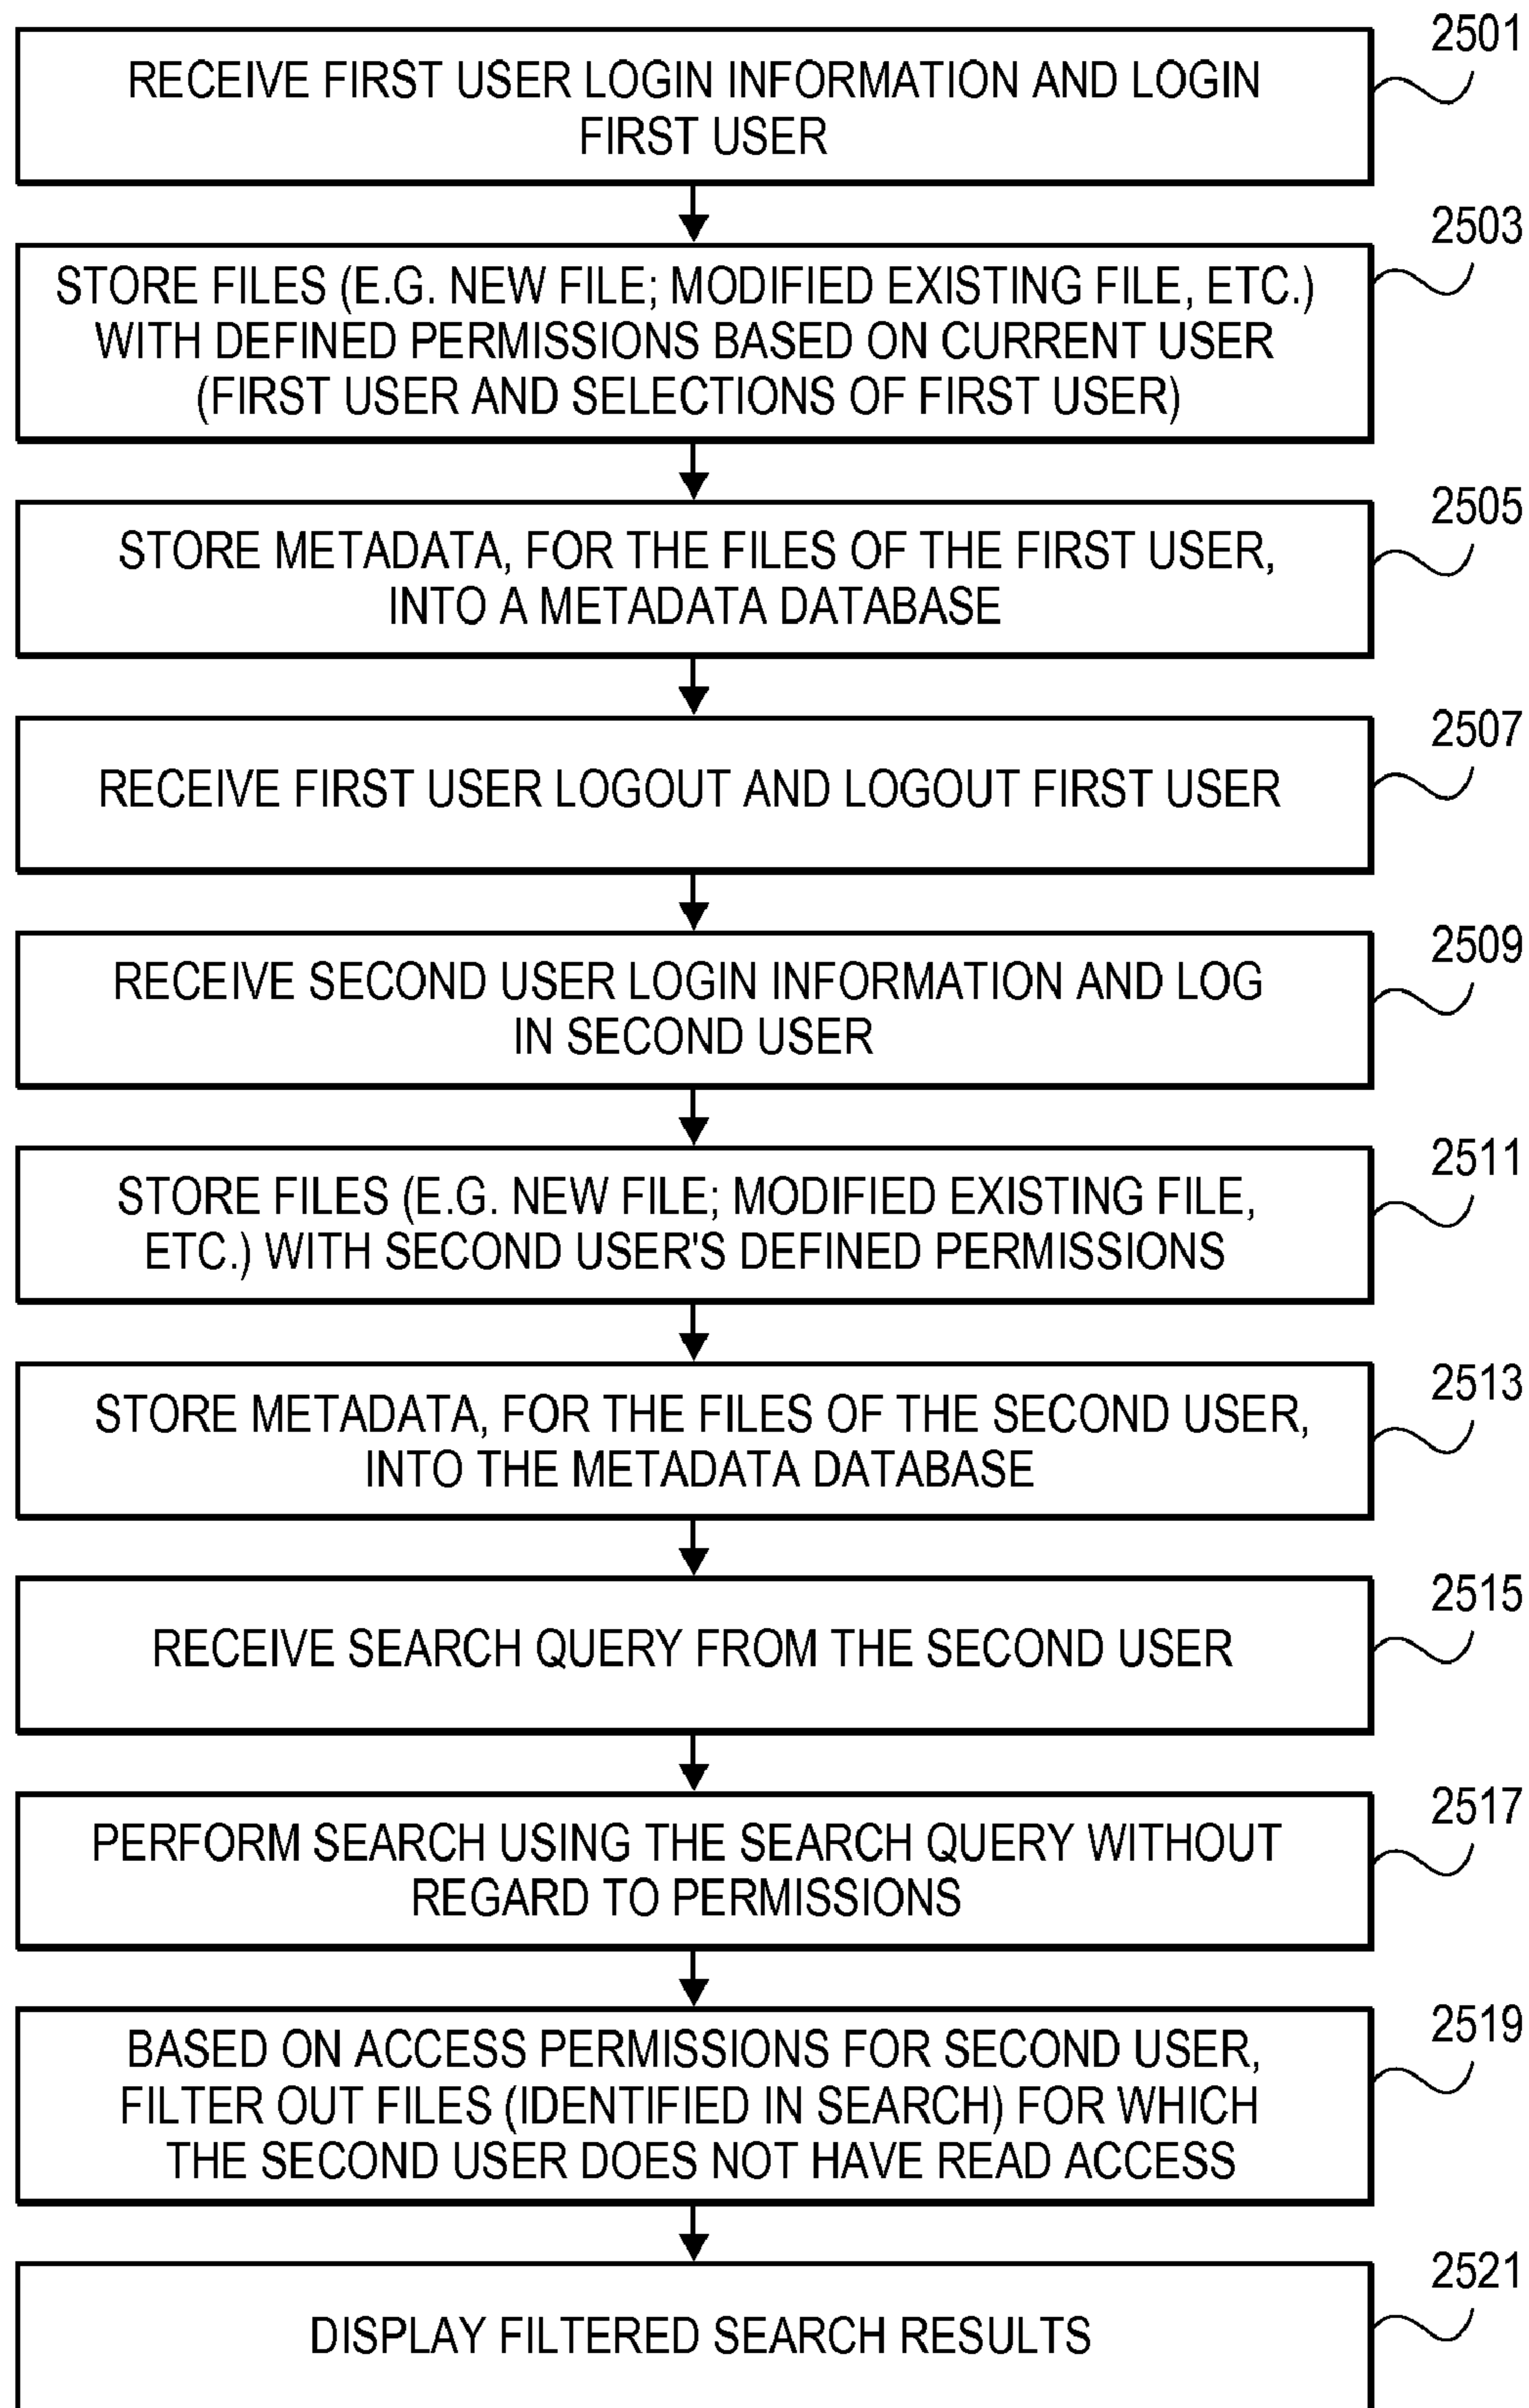 2501
RECEIVE FIRST USER LOGIN INFORMATION AND LOGIN
FIRST USER
2503
STORE FILES (E.G. NEW FILE; MODIFIED EXISTING FILE, ETC.)
WITH DEFINED PERMISSIONS BASED ON CURRENT USER
(FIRST USER AND SELECTIONS OF FIRST USER)
2505
STORE METADATA, FOR THE FILES OF THE FIRST USER,
INTO A METADATA DATABASE
2507
RECEIVE FIRST USER LOGOUT AND LOGOUT FIRST USER
2509
RECEIVE SECOND USER LOGIN INFORMATION AND LOG
IN SECOND USER
2511
STORE FILES (E.G. NEW FILE; MODIFIED EXISTING FILE,
ETC.) WITH SECOND USER'S DEFINED PERMISSIONS
2513
STORE METADATA, FOR THE FILES OF THE SECOND USER,
INTO THE METADATA DATABASE
2515
RECEIVE SEARCH QUERY FROM THE SECOND USER
2517
PERFORM SEARCH USING THE SEARCH QUERY WITHOUT
REGARD TO PERMISSIONS
2519
BASED ON ACCESS PERMISSIONS FOR SECOND USER,
FILTER OUT FILES (IDENTIFIED IN SEARCH) FOR WHICH
THE SECOND USER DOES NOT HAVE READ ACCESS
2521
DISPLAY FILTERED SEARCH RESULTS